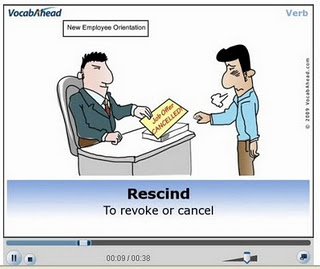 VocabAhead
Verb
New Employee Orientation
Job Offer
CANCELLED!
© 2009 VocabAhead.com
Rescind
To revoke or cancel
00:09 / 00:38